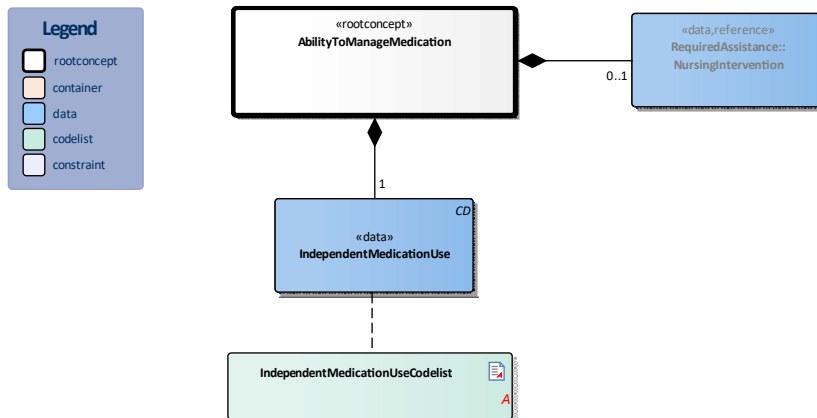 Legend
rootconcept
container
data
codelist
constraint
«rootconcept»
AbilityToManageMedication
«data,reference»
RequiredAssistance::
NursingIntervention
0..1
1
CD
«data»
IndependentMedicationUse
IndependentMedicationUseCodelist
A